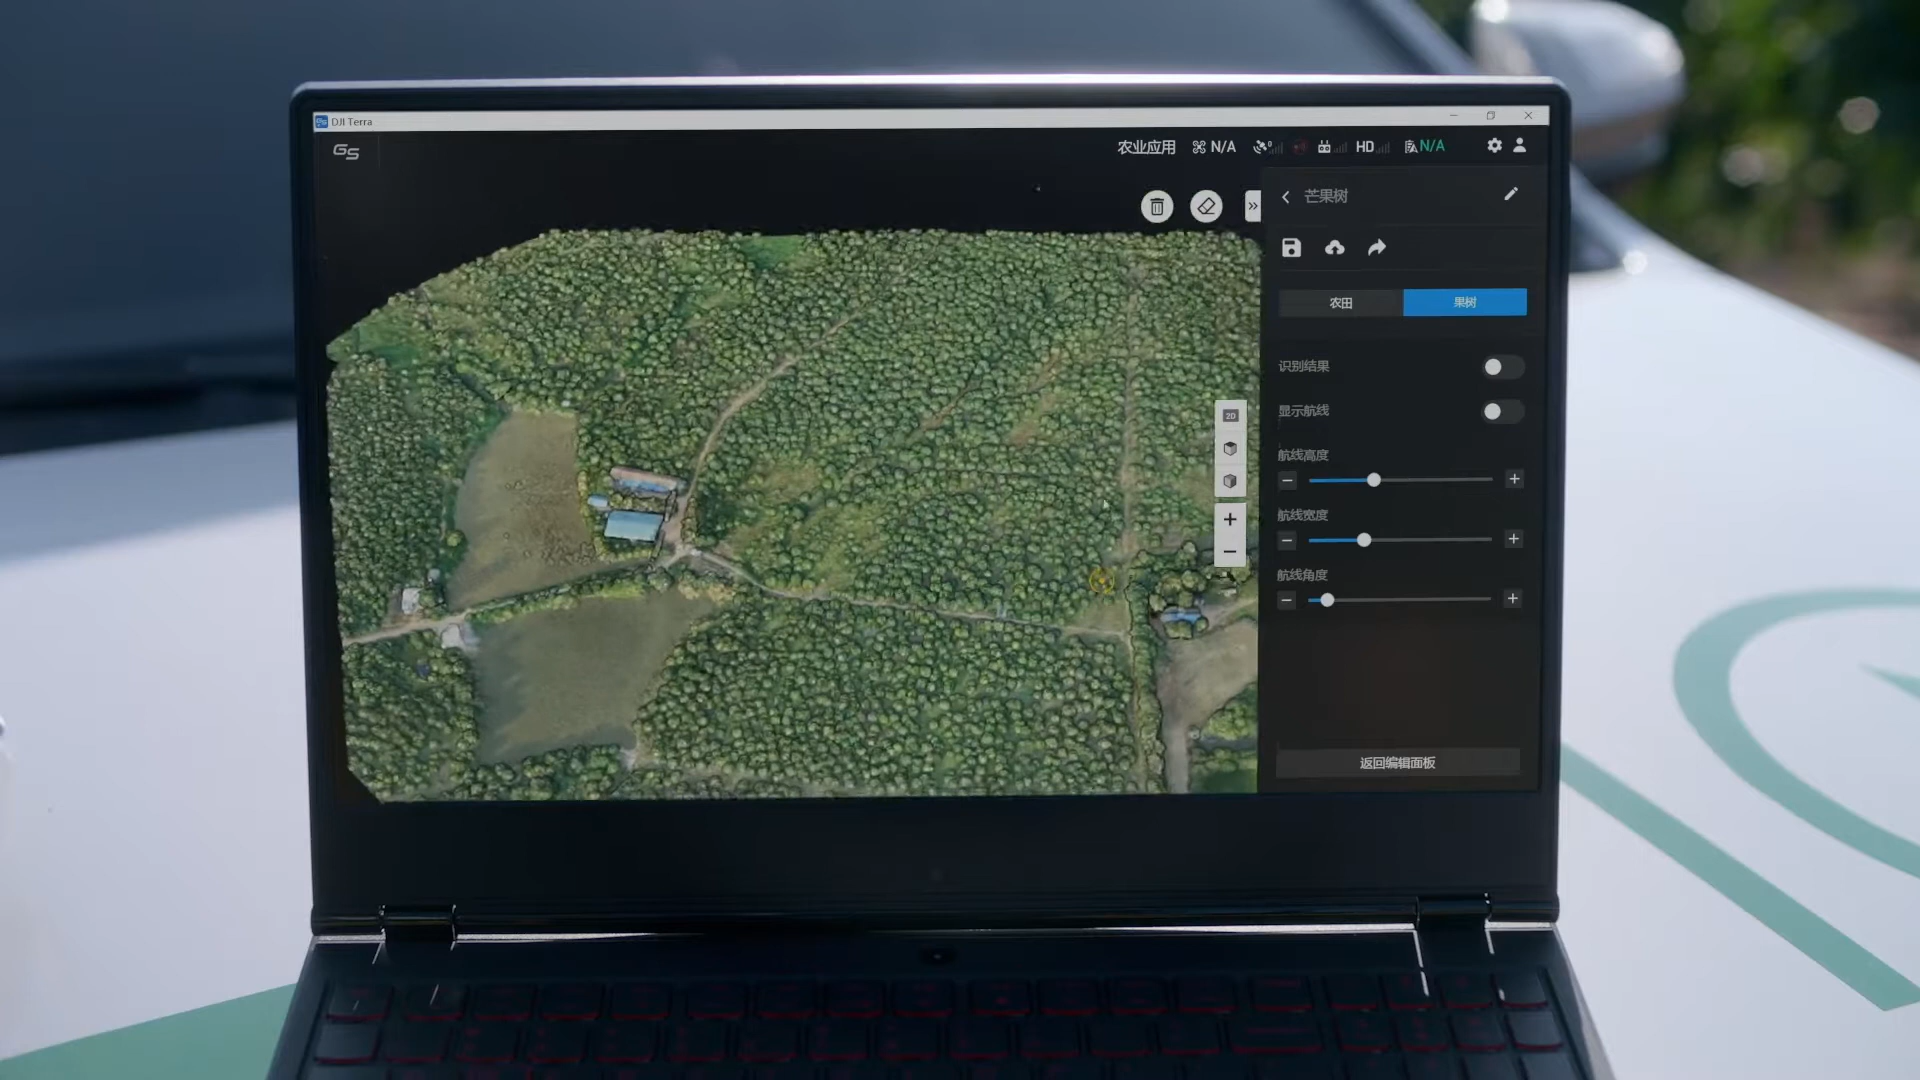 DJI Terra
GS
农业应用 N/A HD N/A
芒果树
农田 果树
识别结果
显示航线
2D
航线高度
航线宽度
航线角度
返回编辑面板